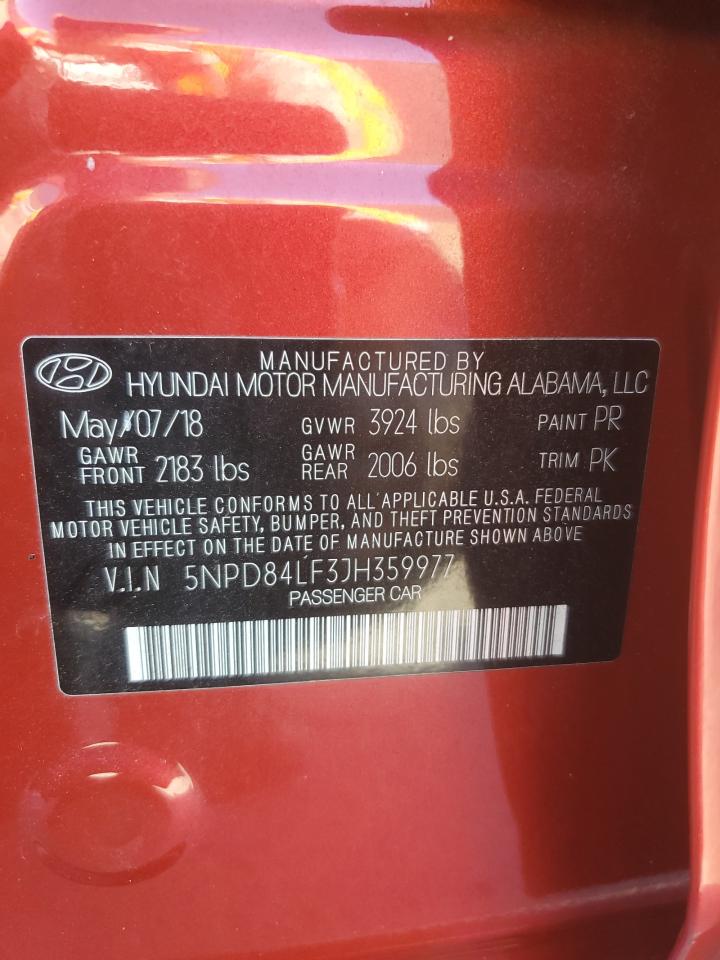 MANUFACTURED BY
HYUNDAI MOTOR MANUFACTURING ALABAMA, LLC
May/07/18 GVWR 3924 lbs PAINT PR
GAWR FRONT 2183 lbs GAWR REAR 2006 lbs TRIM PK
THIS VEHICLE CONFORMS TO ALL APPLICABLE U.S.A. FEDERAL
MOTOR VEHICLE SAFETY, BUMPER, AND THEFT PREVENTION STANDARDS
IN EFFECT ON THE DATE OF MANUFACTURE SHOWN ABOVE
V.I.N 5NPD84LF3JH359977
PASSENGER CAR